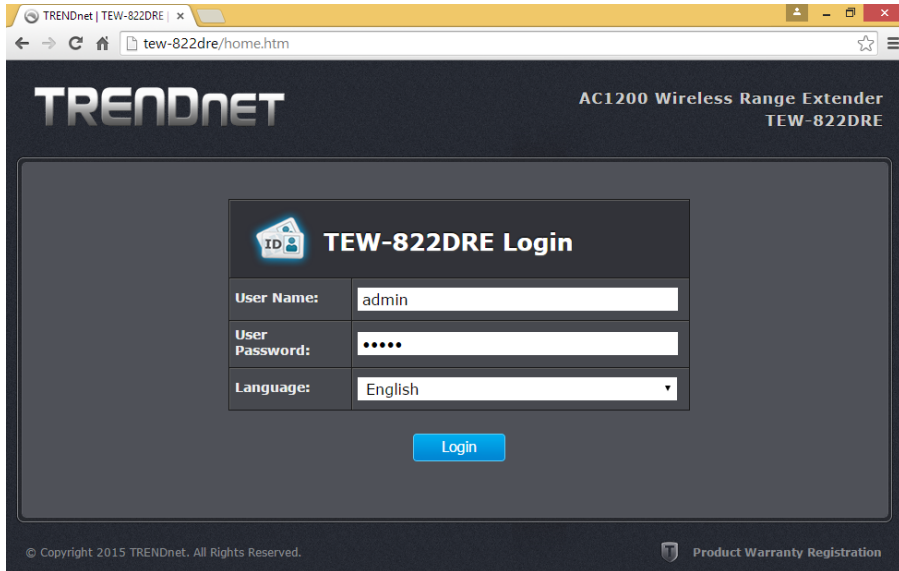 TRENDnet | TEW-822DRE |
tew-822dre/home.htm
TRENDNET
AC1200 Wireless Range Extender
TEW-822DRE
ID
TEW-822DRE Login
User Name:
admin
User
Password:
•••••
Language:
English
Login
© Copyright 2015 TRENDnet. All Rights Reserved.
Product Warranty Registration